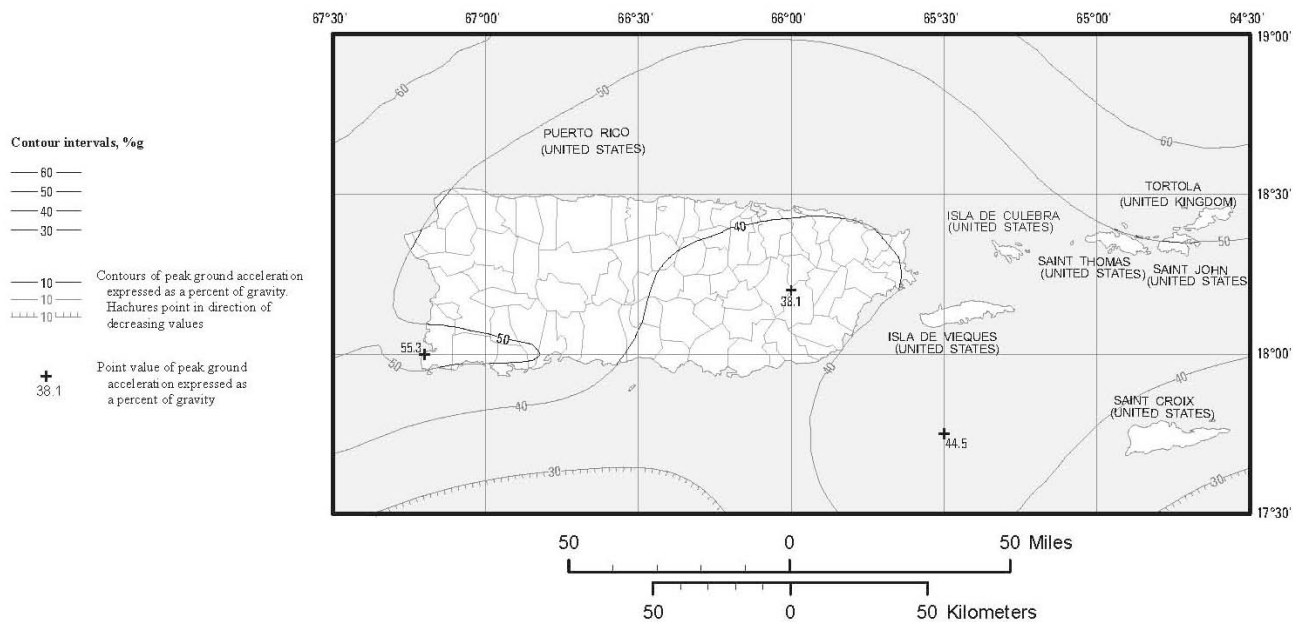 67°30'
67°00'
66°30'
66°00'
65°30'
65°00'
64°30'
19°00'
60
50
60
PUERTO RICO
(UNITED STATES)
18°30'
TORTOLA
(UNITED KINGDOM)
ISLA DE CULEBRA
(UNITED STATES)
50
SAINT THOMAS
(UNITED STATES)
SAINT JOHN
(UNITED STATES
40
38.1
ISLA DE VIEQUES
(UNITED STATES)
50
55.3
18°00'
50
40
40
40
SAINT CROIX
(UNITED STATES)
44.5
30
30
17°30'
Contour intervals, %g
60
50
40
30
10
10
10
Contours of peak ground acceleration
expressed as a percent of gravity.
Hachures point in direction of
decreasing values
38.1
Point value of peak ground
acceleration expressed as
a percent of gravity
50
0
50 Miles
50
0
50 Kilometers